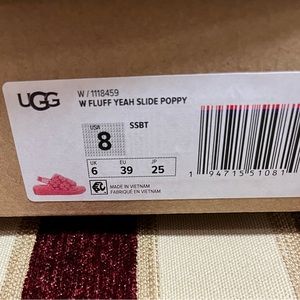 UGG
W / 1118459
W FLUFF YEAH SLIDE POPPY
USA
8
SSBT
UK EU JP
6 39 25
MADE IN VIETNAM
FABRIQUÉ EN VIETNAM
1 94715 51081